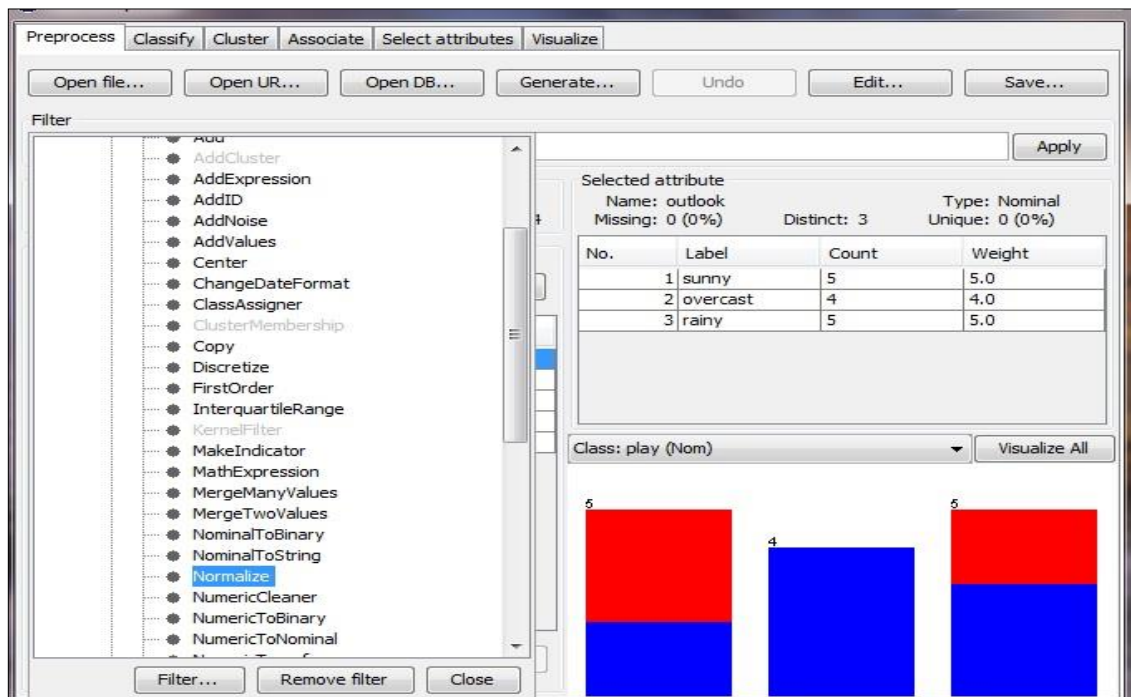 Preprocess Classify Cluster Associate Select attributes Visualize
Open file... Open UR... Open DB... Generate... Undo Edit... Save...
Filter
Add
AddCluster
AddExpression
AddID
AddNoise
AddValues
Center
ChangeDateFormat
ClassAssigner
ClusterMembership
Copy
Discretize
FirstOrder
InterquartileRange
KernelFilter
MakeIndicator
MathExpression
MergeManyValues
MergeTwoValues
NominalToBinary
NominalToString
Normalize
NumericCleaner
NumericToBinary
NumericToNominal
Filter... Remove filter Close
Apply
Selected attribute
Name: outlook Type: Nominal
Missing: 0 (0%) Distinct: 3 Unique: 0 (0%)
No. Label Count Weight
1 sunny 5 5.0
2 overcast 4 4.0
3 rainy 5 5.0
Class: play (Nom) Visualize All
5 4 5